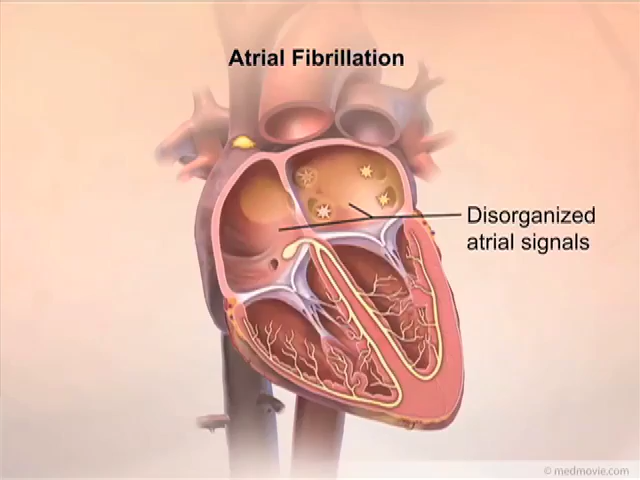 Atrial Fibrillation
Disorganized
atrial signals
© medmovie.com